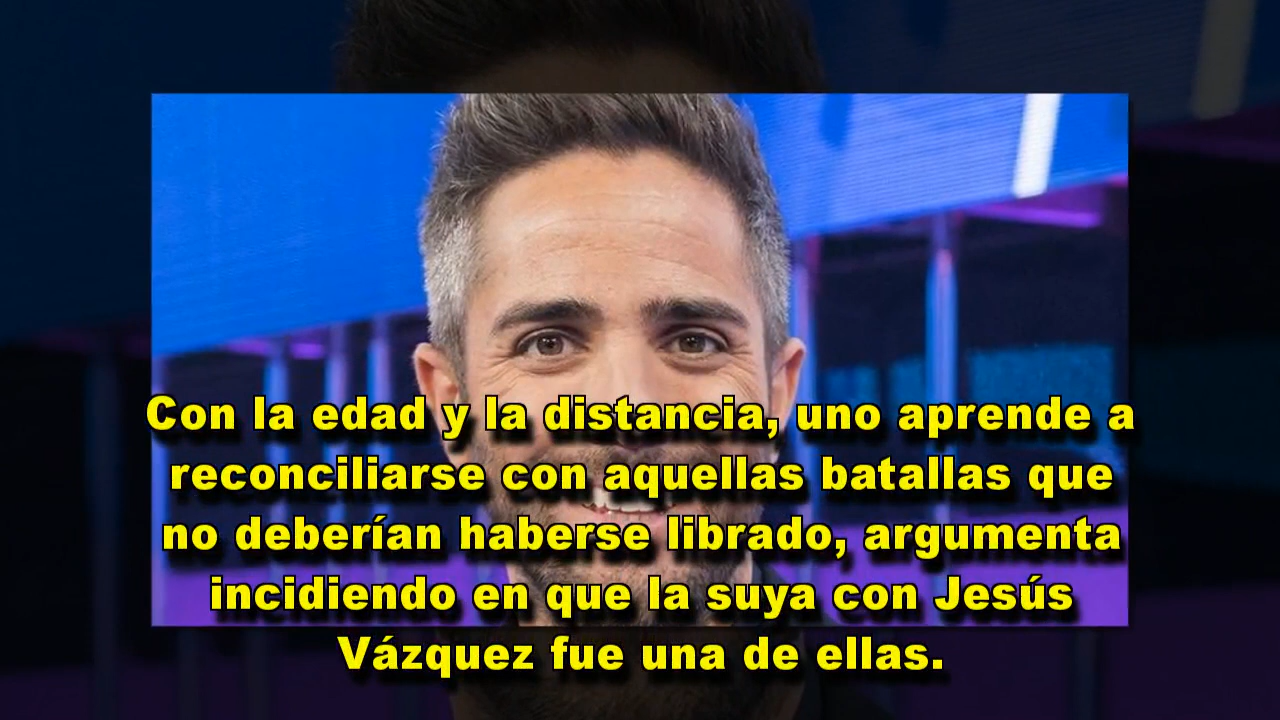 Con la edad y la distancia, uno aprende a
reconciliarse con aquellas batallas que
no deberían haberse librado, argumenta
incidiendo en que la suya con Jesús
Vázquez fue una de ellas.